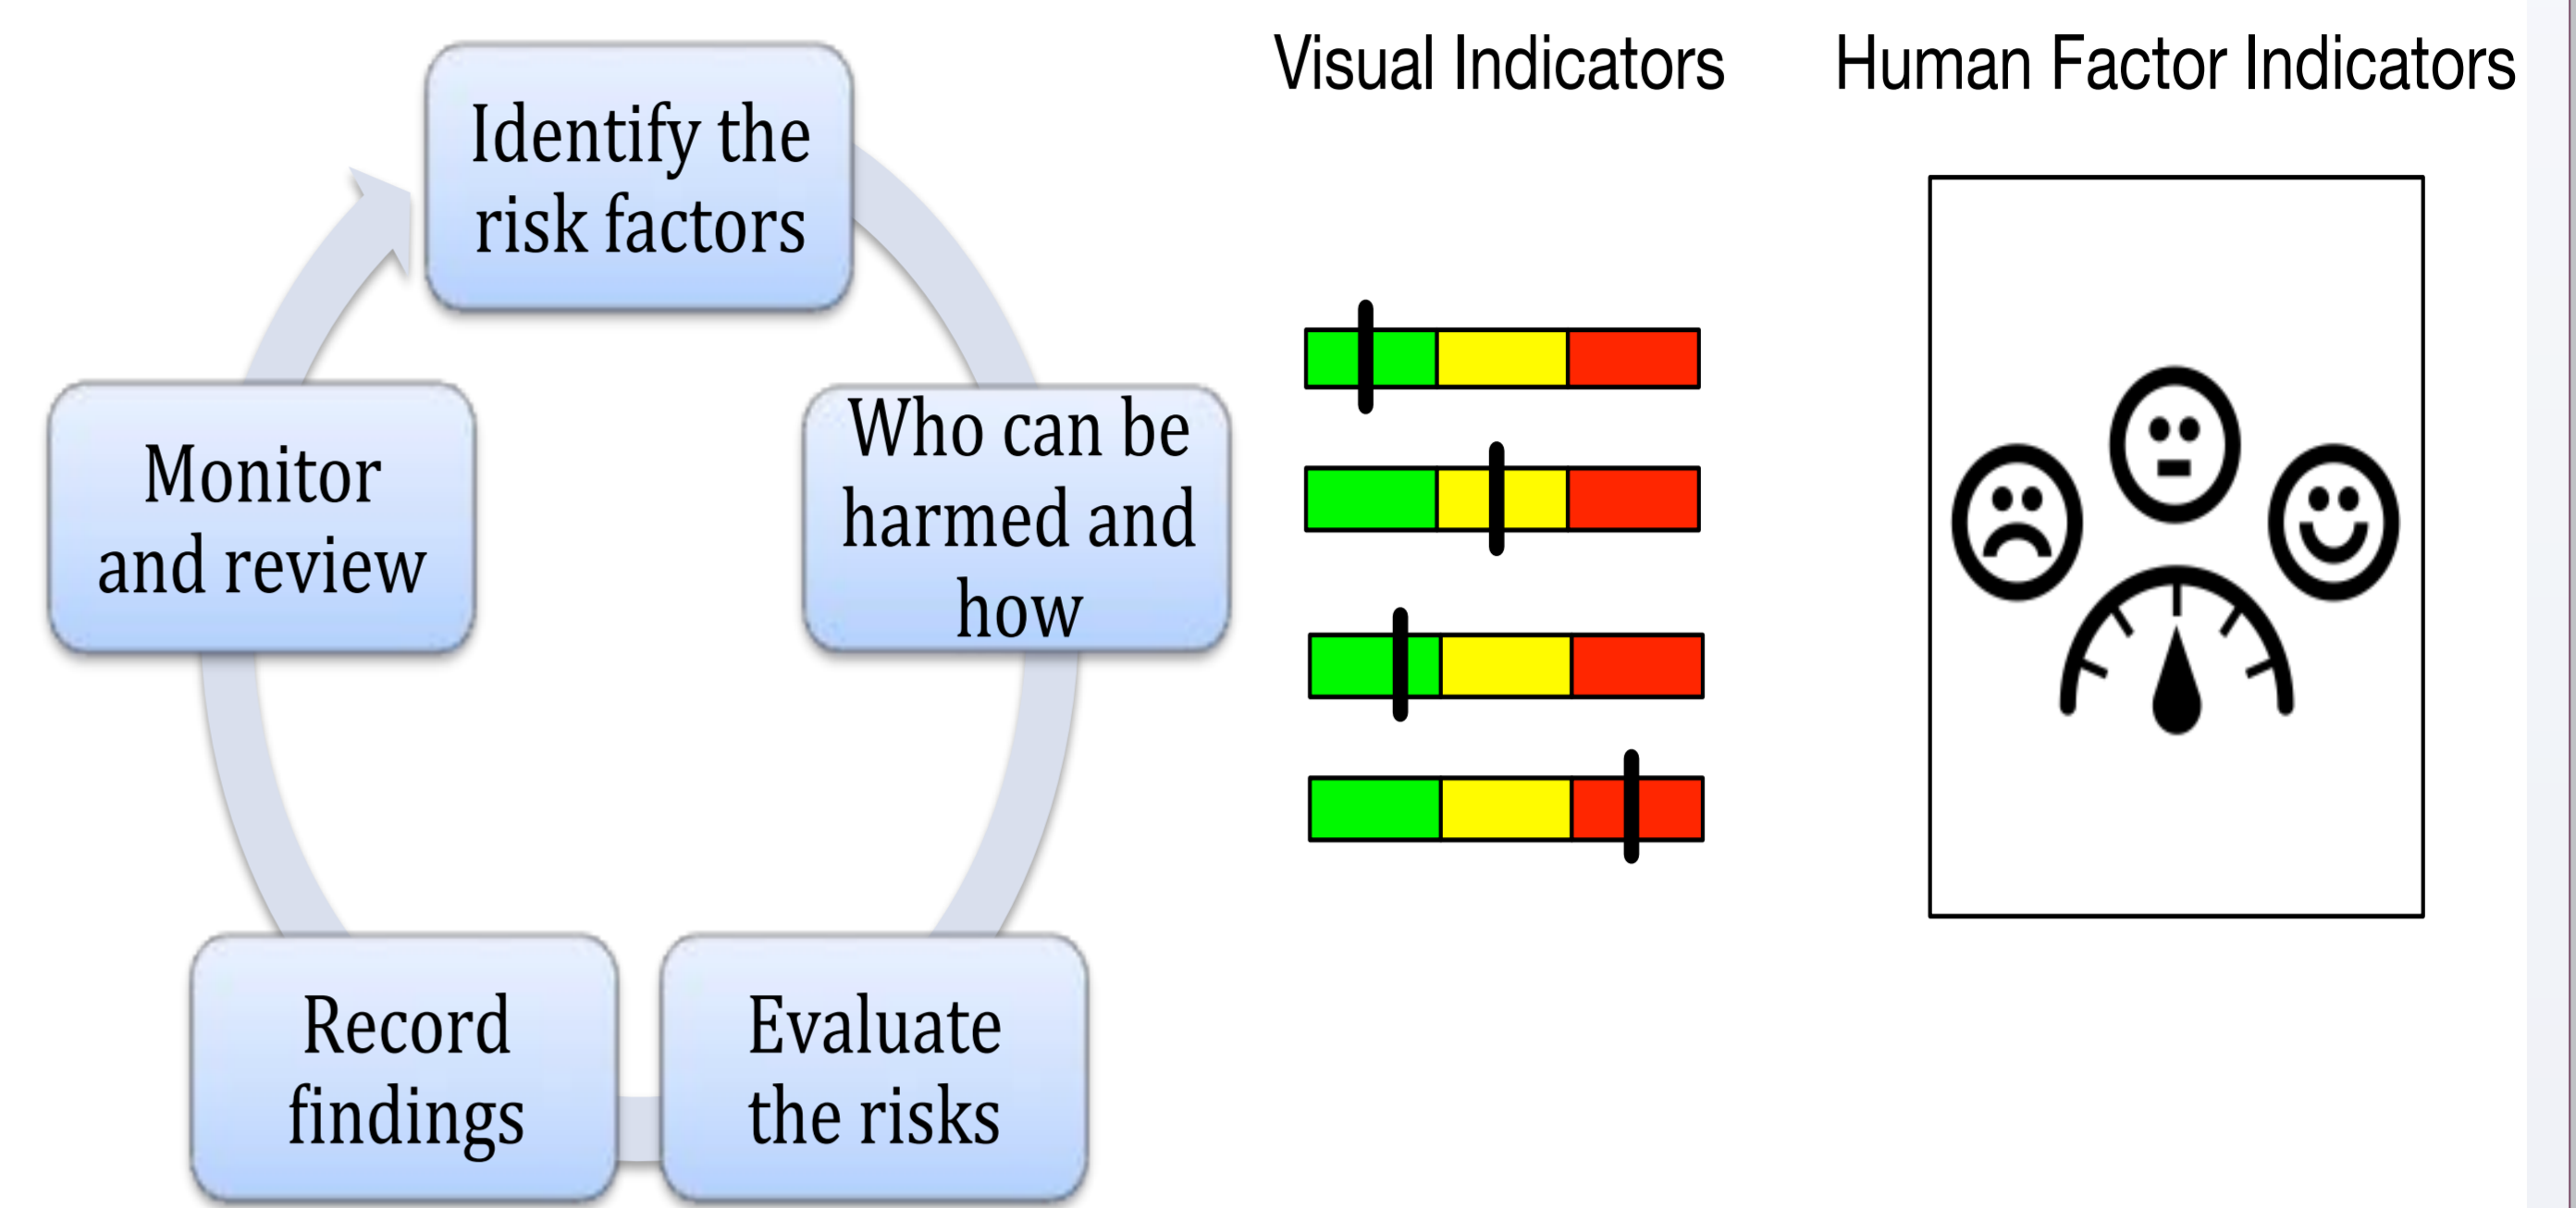 Visual Indicators
Human Factor Indicators
Identify the
risk factors
Who can be
harmed and
how
Evaluate
the risks
Record
findings
Monitor
and review